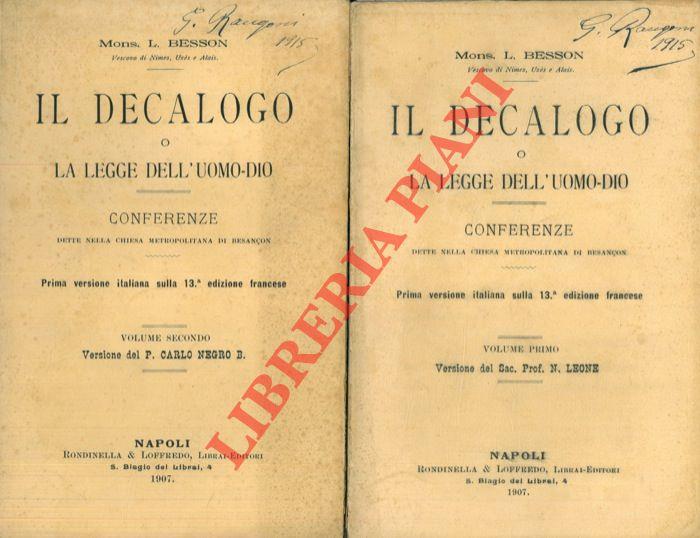 G. Rangoni
1915
Mons. L. BESSON
Vescovo di Nimes, Uzès e Alais.
IL DECALOGO
O
LA LEGGE DELL'UOMO-DIO
CONFERENZE
DETTE NELLA CHIESA METROPOLITANA DI BESANÇON
Prima versione italiana sulla 13.ª edizione francese
VOLUME SECONDO
Versione del P. CARLO NEGRO B.
NAPOLI
RONDINELLA & LOFFREDO, LIBRAI-EDITORI
S. Biagio dei Librai, 4
1907.
G. Rangoni
1915
Mons. L. BESSON
Vescovo di Nimes, Uzès e Alais.
IL DECALOGO
O
LA LEGGE DELL'UOMO-DIO
CONFERENZE
DETTE NELLA CHIESA METROPOLITANA DI BESANÇON
Prima versione italiana sulla 13.ª edizione francese
VOLUME PRIMO
Versione del Sac. Prof. N. LEONE
NAPOLI
RONDINELLA & LOFFREDO, LIBRAI-EDITORI
S. Biagio dei Librai, 4
1907.
LIBRERIA PIANI